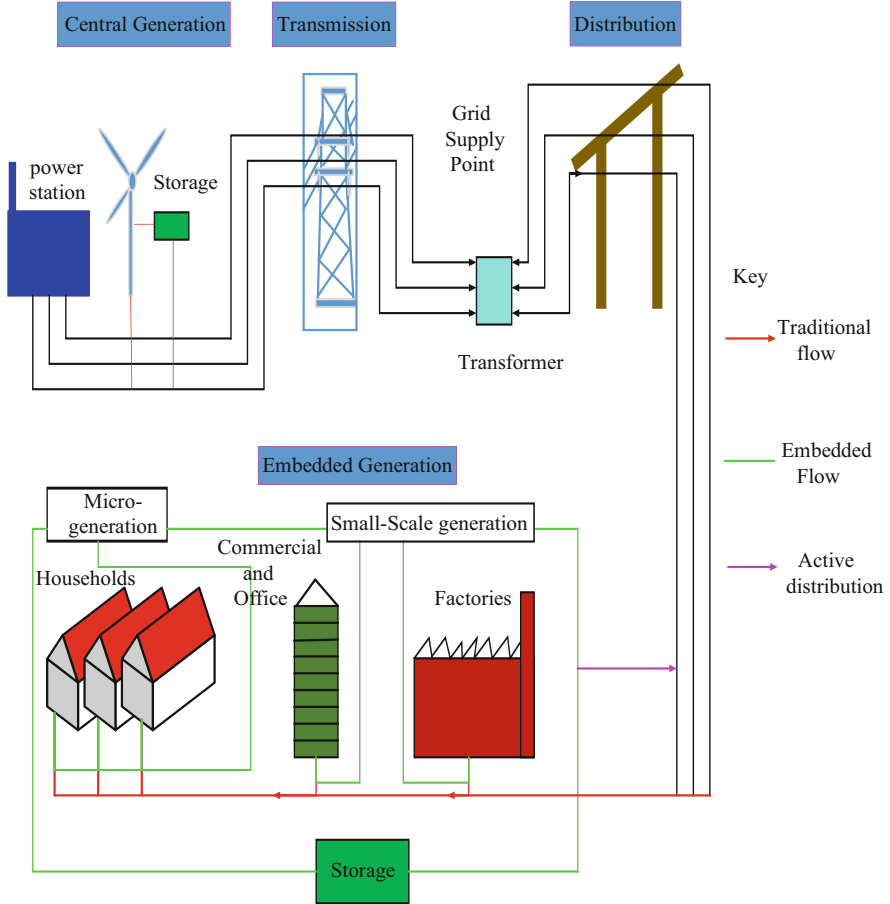 Central Generation
Transmission
Distribution
Grid
Supply
Point
power
station
Storage
Key
Transformer
Traditional
flow
Embedded Generation
Embedded
Flow
Micro-
generation
Small-Scale generation
Commercial
and
Office
Households
Factories
Active
distribution
Storage